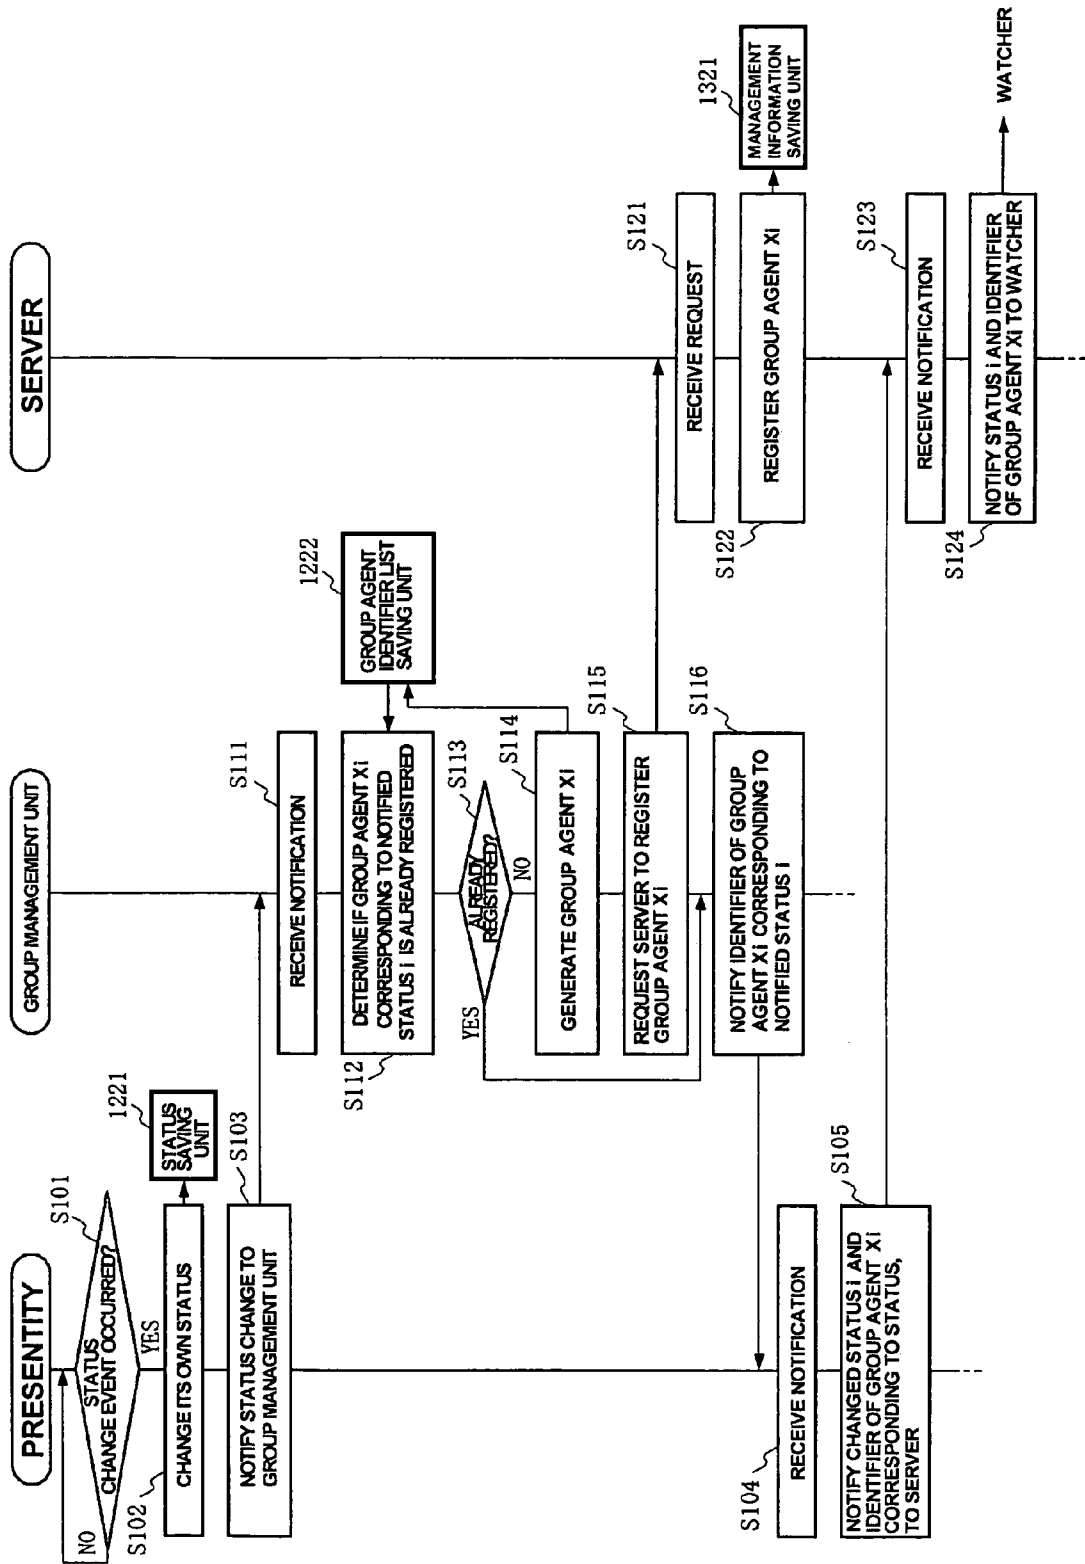 PRESENTITY
STATUS
CHANGE EVENT OCCURRED?
S101
NO
YES
1221
STATUS
SAVING
UNIT
S102
CHANGE ITS OWN STATUS
S103
NOTIFY STATUS CHANGE TO
GROUP MANAGEMENT UNIT
S104
RECEIVE NOTIFICATION
S105
NOTIFY CHANGED STATUS i AND
IDENTIFIER OF GROUP AGENT Xi
CORRESPONDING TO STATUS,
TO SERVER
GROUP MANAGEMENT UNIT
S111
RECEIVE NOTIFICATION
1222
GROUP AGENT
IDENTIFIER LIST
SAVING UNIT
S112
DETERMINE IF GROUP AGENT Xi
CORRESPONDING TO NOTIFIED
STATUS i IS ALREADY REGISTERED
S113
ALREADY
REGISTERED?
YES
NO
S114
GENERATE GROUP AGENT Xi
S115
REQUEST SERVER TO REGISTER
GROUP AGENT Xi
S116
NOTIFY IDENTIFIER OF GROUP
AGENT Xi CORRESPONDING TO
NOTIFIED STATUS i
SERVER
S121
RECEIVE REQUEST
S122
REGISTER GROUP AGENT Xi
1321
MANAGEMENT
INFORMATION
SAVING UNIT
S123
RECEIVE NOTIFICATION
S124
NOTIFY STATUS i AND IDENTIFIER
OF GROUP AGENT Xi TO WATCHER
WATCHER